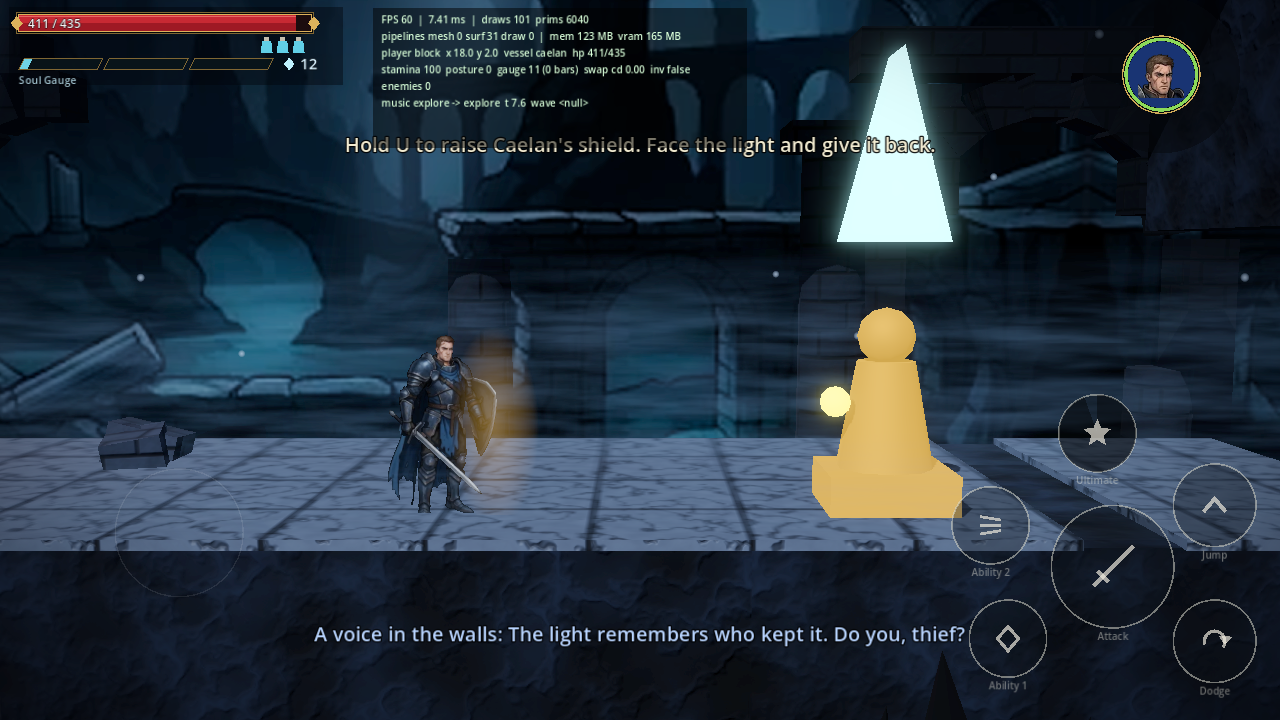 411 / 435
12
Soul Gauge
FPS 60 | 7.41 ms | draws 101 prims 6040
pipelines mesh 0 surf 31 draw 0 | mem 123 MB vram 165 MB
player block x 18.0 y 2.0 vessel caelan hp 411/435
stamina 100 posture 0 gauge 11 (0 bars) swap cd 0.00 inv false
enemies 0
music explore -> explore t 7.6 wave <null>
Hold U to raise Caelan's shield. Face the light and give it back.
Ultimate
Jump
Ability 2
Attack
A voice in the walls: The light remembers who kept it. Do you, thief?
Ability 1
Dodge